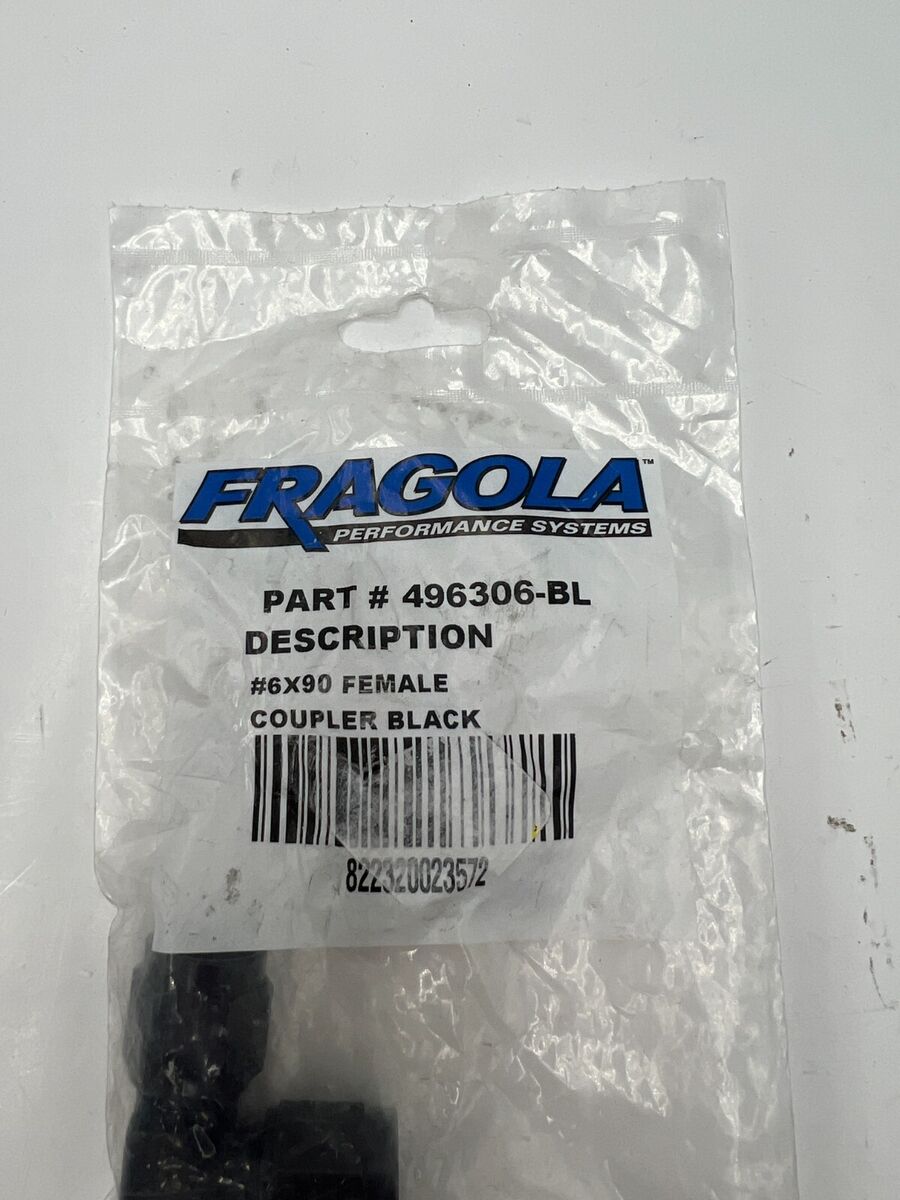 FRAGOLA™
PERFORMANCE SYSTEMS
PART # 496306-BL
DESCRIPTION
#6X90 FEMALE
COUPLER BLACK
822320023572